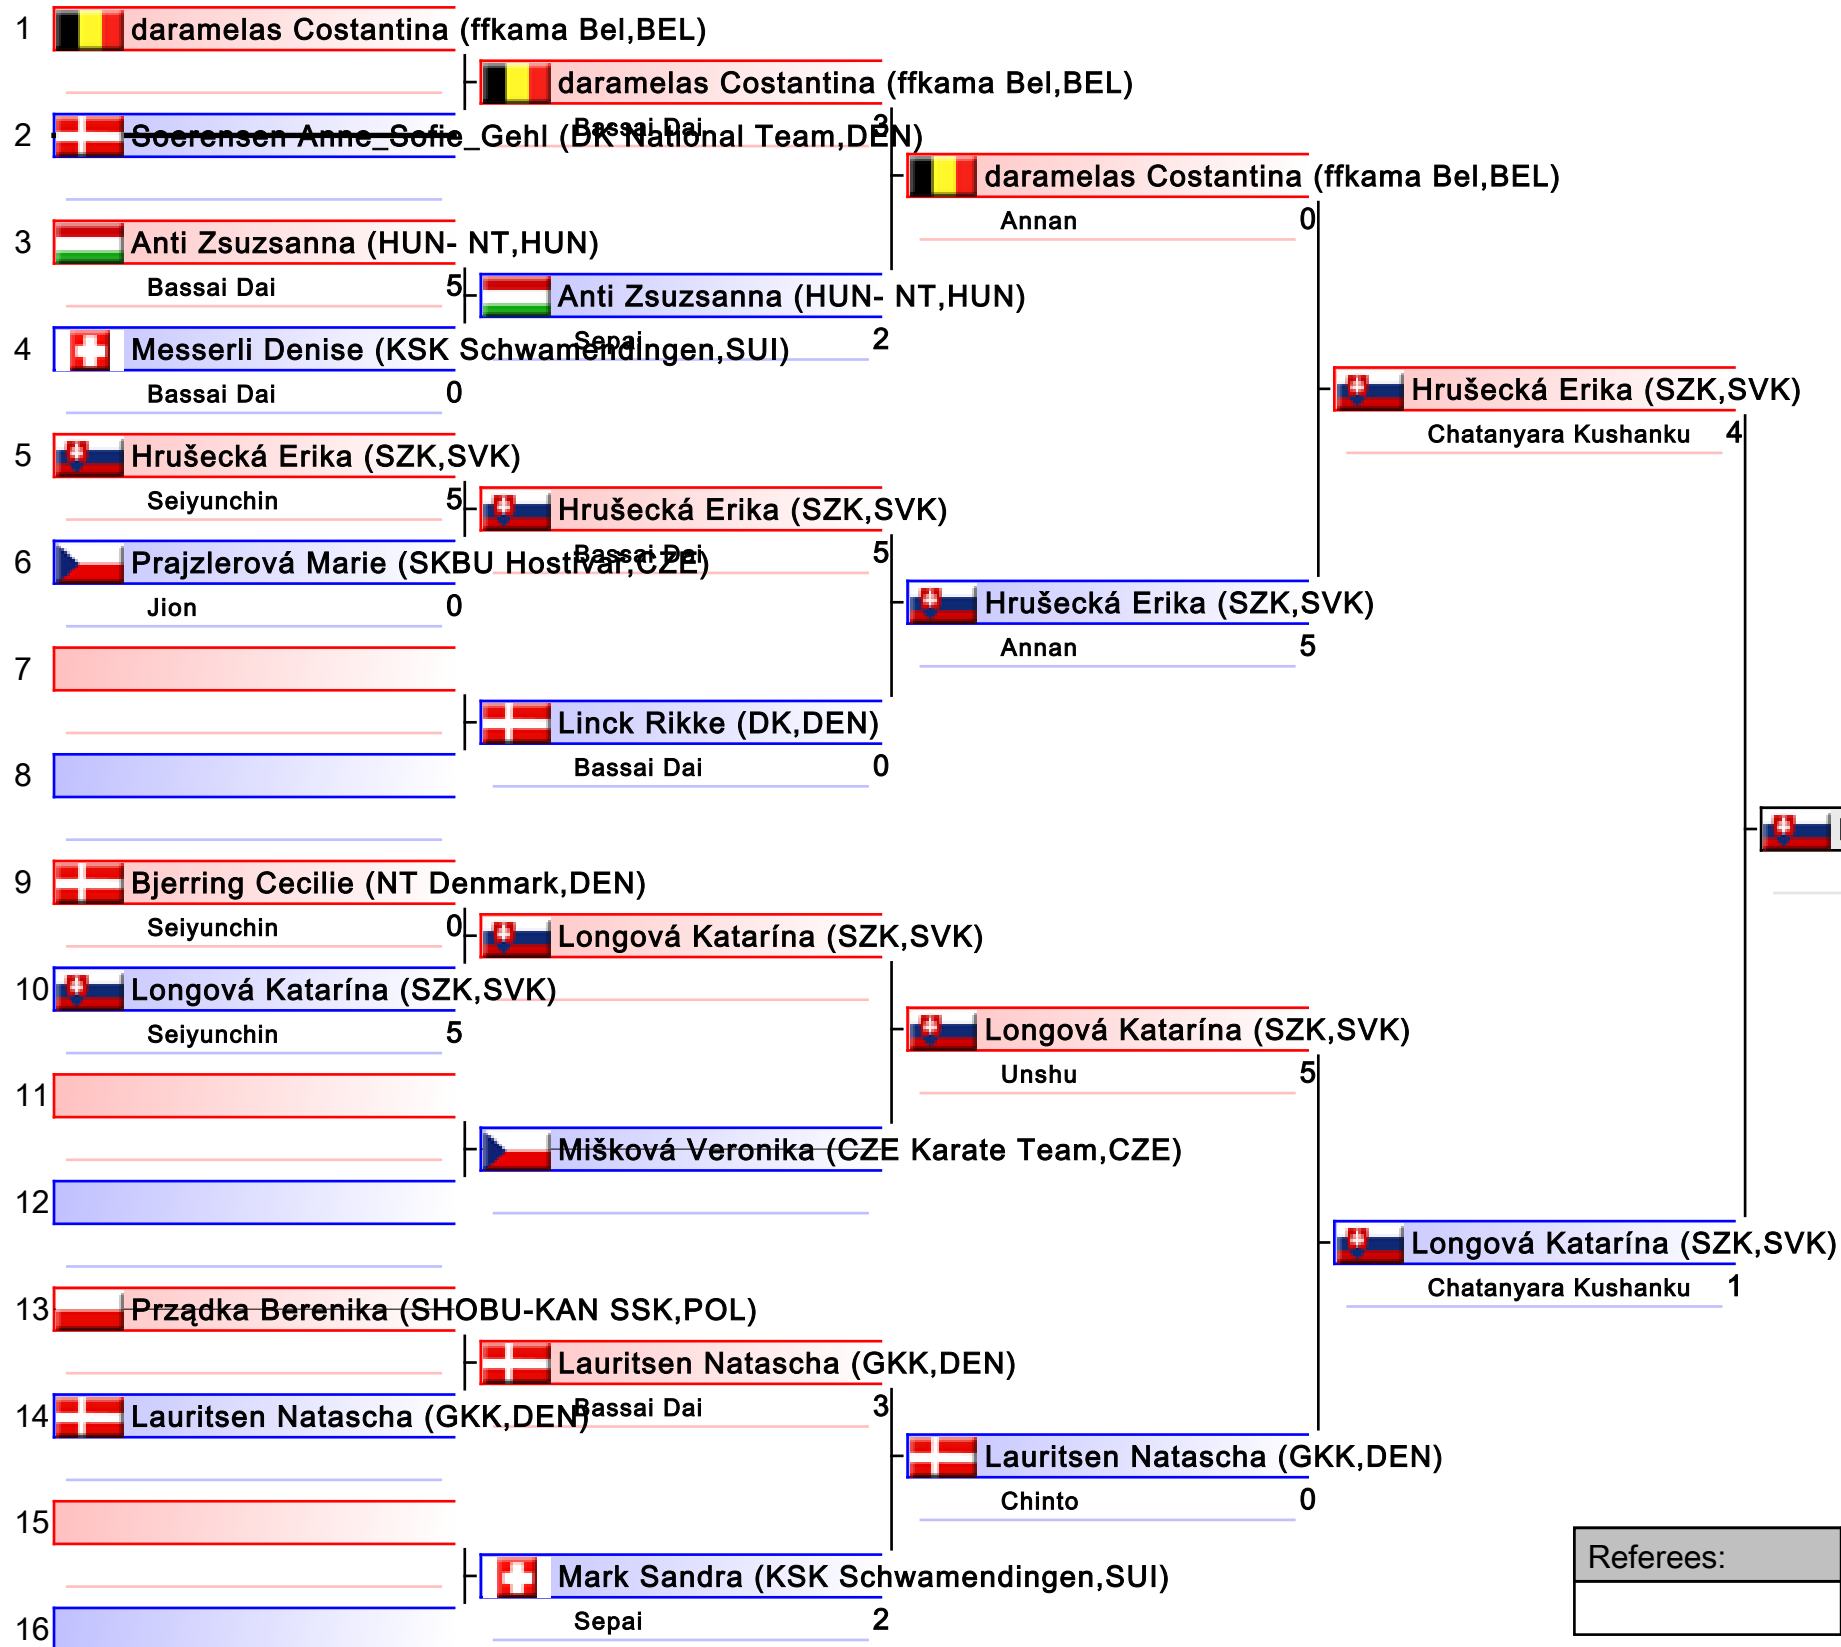 1 daramelas Costantina (ffkama Bel,BEL)
daramelas Costantina (ffkama Bel,BEL)
Bassai Dai 3
2 Soerensen Anne_Sofie_Gehl (DK National Team,DEN)
daramelas Costantina (ffkama Bel,BEL)
Annan 0
3 Anti Zsuzsanna (HUN- NT,HUN)
Bassai Dai 5
Anti Zsuzsanna (HUN- NT,HUN)
Sepai 2
4 Messerli Denise (KSK Schwamendingen,SUI)
Bassai Dai 0
Hrušecká Erika (SZK,SVK)
Chatanyara Kushanku 4
5 Hrušecká Erika (SZK,SVK)
Seiyunchin 5
Hrušecká Erika (SZK,SVK)
Bassai Dai 5
6 Prajzlerová Marie (SKBU Hostivař,CZE)
Jion 0
Hrušecká Erika (SZK,SVK)
Annan 5
7
Linck Rikke (DK,DEN)
Bassai Dai 0
8
9 Bjerring Cecilie (NT Denmark,DEN)
Seiyunchin 0
Longová Katarína (SZK,SVK)
10 Longová Katarína (SZK,SVK)
Seiyunchin 5
Longová Katarína (SZK,SVK)
Unshu 5
11
Mišková Veronika (CZE Karate Team,CZE)
12
Longová Katarína (SZK,SVK)
Chatanyara Kushanku 1
13 Prządka Berenika (SHOBU-KAN SSK,POL)
Lauritsen Natascha (GKK,DEN)
Bassai Dai 3
14 Lauritsen Natascha (GKK,DEN)
Lauritsen Natascha (GKK,DEN)
Chinto 0
15
Mark Sandra (KSK Schwamendingen,SUI)
Sepai 2
16
Referees: